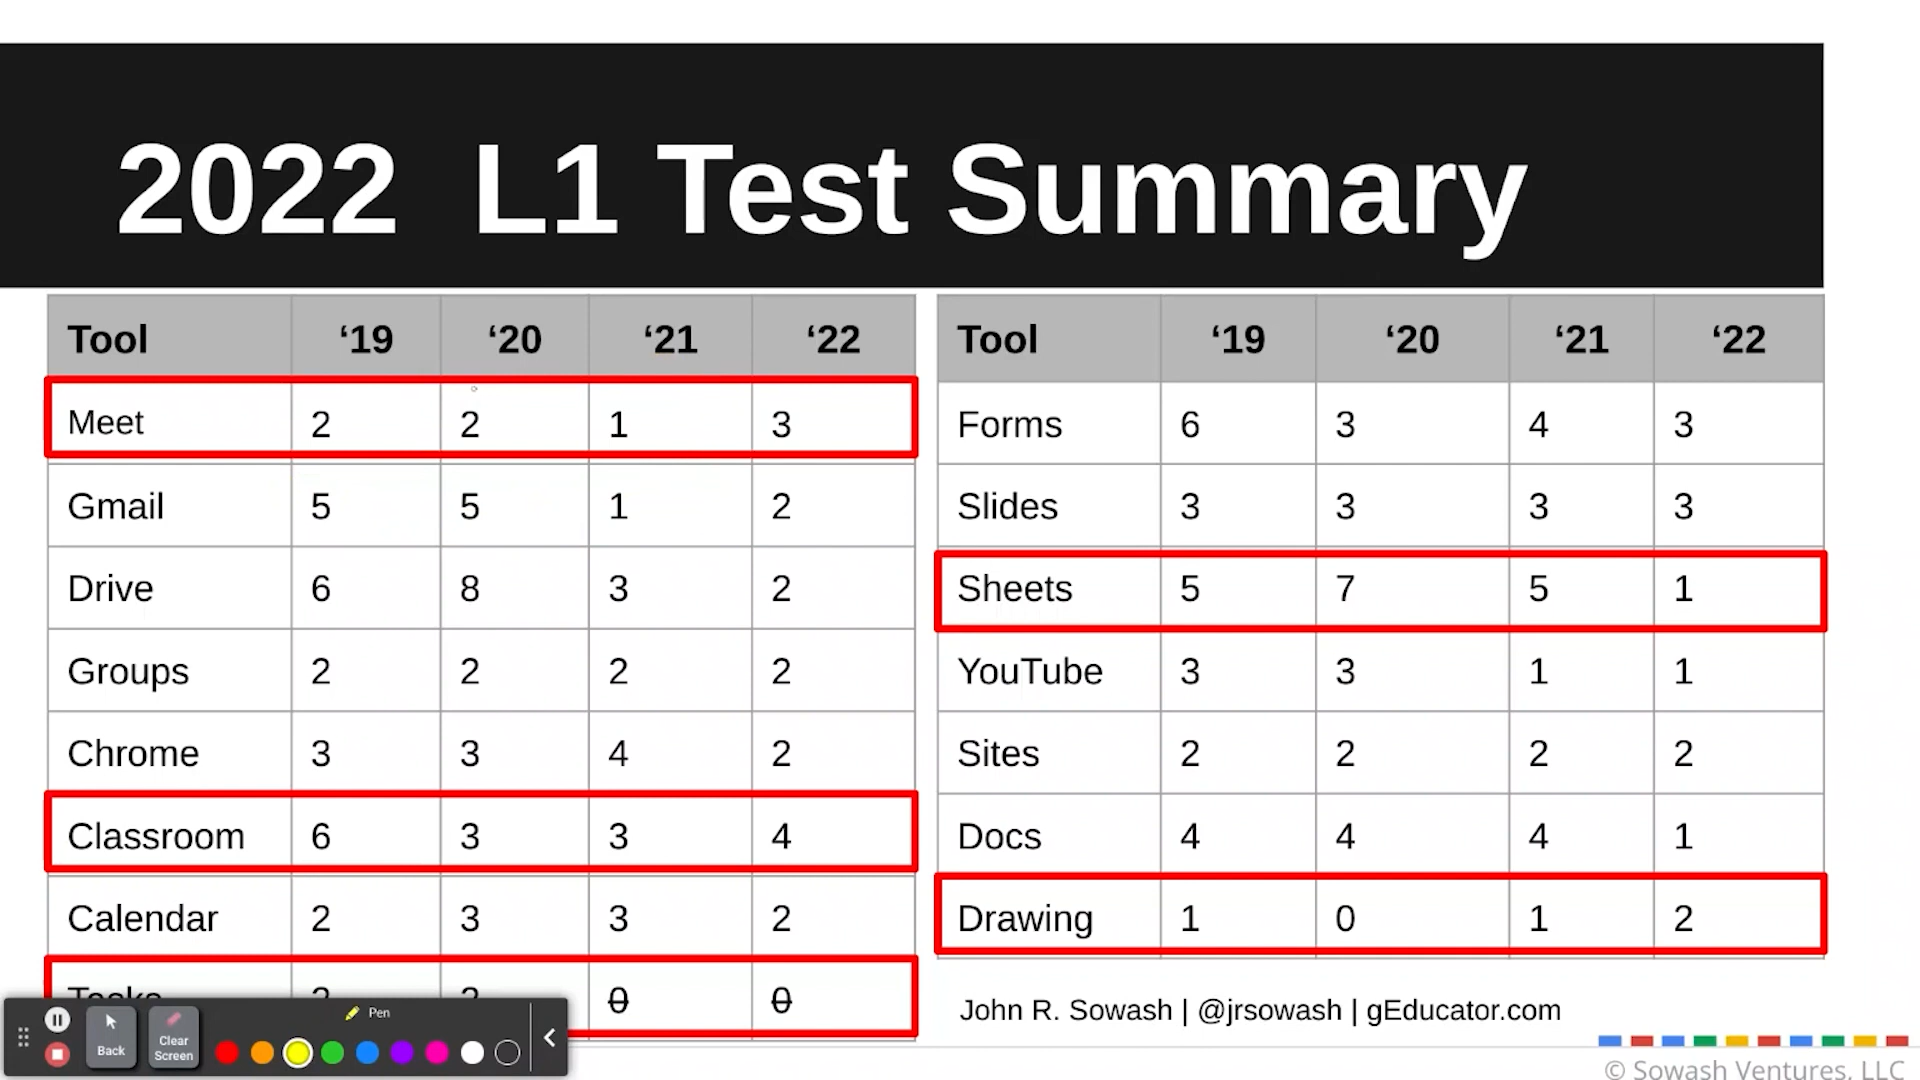 2022 L1 Test Summary
Tool ‘19 ‘20 ‘21 ‘22
Meet 2 2 1 3
Gmail 5 5 1 2
Drive 6 8 3 2
Groups 2 2 2 2
Chrome 3 3 4 2
Classroom 6 3 3 4
Calendar 2 3 3 2
Tasks 0 0
Tool ‘19 ‘20 ‘21 ‘22
Forms 6 3 4 3
Slides 3 3 3 3
Sheets 5 7 5 1
YouTube 3 3 1 1
Sites 2 2 2 2
Docs 4 4 4 1
Drawing 1 0 1 2
John R. Sowash | @jrsowash | gEducator.com
© Sowash Ventures, LLC
Back
Clear
Screen
Pen